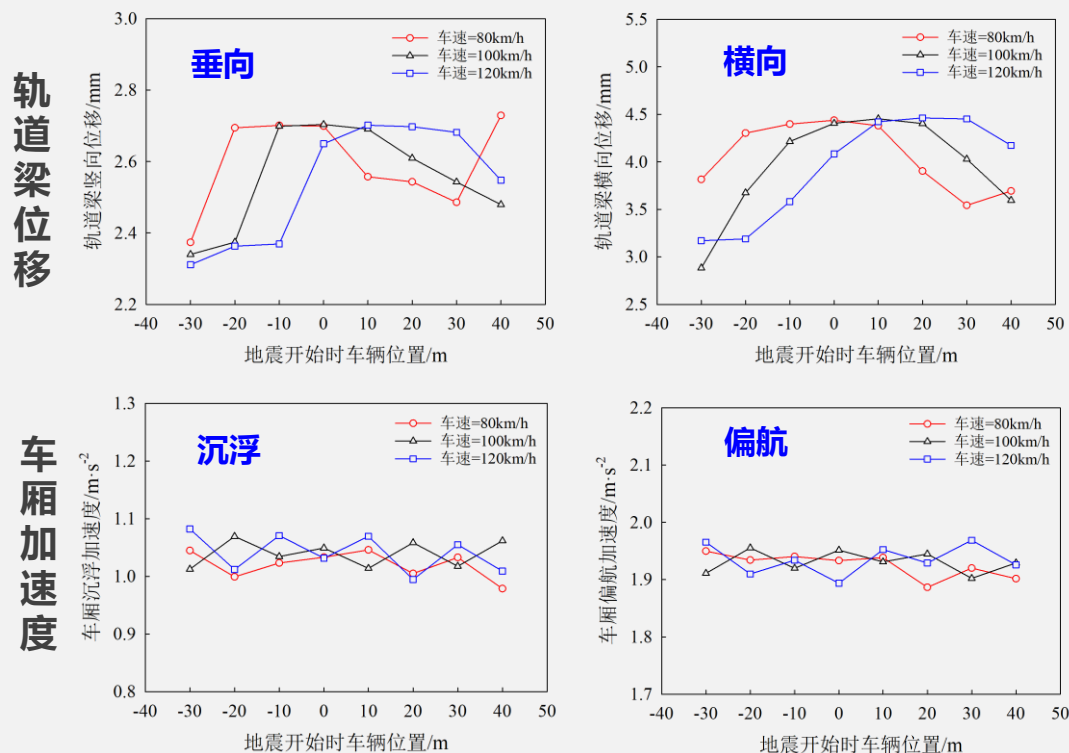 轨道梁位移
垂向
车速=80km/h
车速=100km/h
车速=120km/h
轨道梁竖向位移/mm
3.0
2.8
2.6
2.4
2.2
-40 -30 -20 -10 0 10 20 30 40 50
地震开始时车辆位置/m
横向
车速=80km/h
车速=100km/h
车速=120km/h
轨道梁横向位移/mm
5.5
5.0
4.5
4.0
3.5
3.0
2.5
-40 -30 -20 -10 0 10 20 30 40 50
地震开始时车辆位置/m
车厢加速度
沉浮
车速=80km/h
车速=100km/h
车速=120km/h
车厢沉浮加速度/m·s⁻²
1.3
1.2
1.1
1.0
0.9
0.8
-40 -30 -20 -10 0 10 20 30 40 50
地震开始时车辆位置/m
偏航
车速=80km/h
车速=100km/h
车速=120km/h
车厢偏航加速度/m·s⁻²
2.2
2.1
2.0
1.9
1.8
1.7
-40 -30 -20 -10 0 10 20 30 40 50
地震开始时车辆位置/m